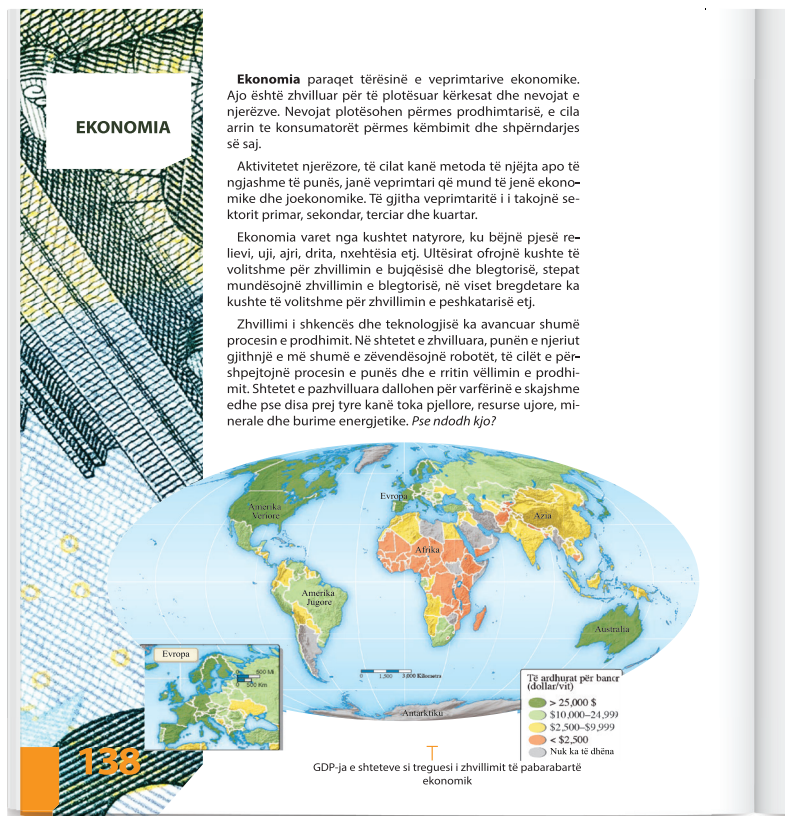 EKONOMIA
Ekonomia paraqet tërësinë e veprimtarive ekonomike.
Ajo është zhvilluar për të plotësuar kërkesat dhe nevojat e
njerëzve. Nevojat plotësohen përmes prodhimtarisë, e cila
arrin te konsumatorët përmes këmbimit dhe shpërndarjes
së saj.
Aktivitetet njerëzore, të cilat kanë metoda të njëjta apo të
ngjashme të punës, janë veprimtari që mund të jenë ekono-
mike dhe joekonomike. Të gjitha veprimtaritë i i takojnë se-
ktorit primar, sekondar, terciar dhe kuartar.
Ekonomia varet nga kushtet natyrore, ku bëjnë pjesë re-
lievi, uji, ajri, drita, nxehtësia etj. Ultësirat ofrojnë kushte të
volitshme për zhvillimin e bujqësisë dhe blegtorisë, stepat
mundësojnë zhvillimin e blegtorisë, në viset bregdetare ka
kushte të volitshme për zhvillimin e peshkatarisë etj.
Zhvillimi i shkencës dhe teknologjisë ka avancuar shumë
procesin e prodhimit. Në shtetet e zhvilluara, punën e njeriut
gjithnjë e më shumë e zëvendësojnë robotët, të cilët e për-
shpejtojnë procesin e punës dhe e rritin vëllimin e prodhi-
mit. Shtetet e pazhvilluara dallohen për varfërinë e skajshme
edhe pse disa prej tyre kanë toka pjellore, resurse ujore, mi-
nerale dhe burime energjetike. Pse ndodh kjo?
Evropa
Amerika
Veriore
Azia
Afrika
Amerika
Jugore
Australia
Evropa
0 500 Mi
0 500 Km
0 1,500 3,000 Kilometra
Antarktiku
Të ardhurat për banor
(dollar/vit)
> 25,000 $
$10,000–24,999
$2,500–$9,999
< $2,500
Nuk ka të dhëna
138
GDP-ja e shteteve si treguesi i zhvillimit të pabarabartë
ekonomik